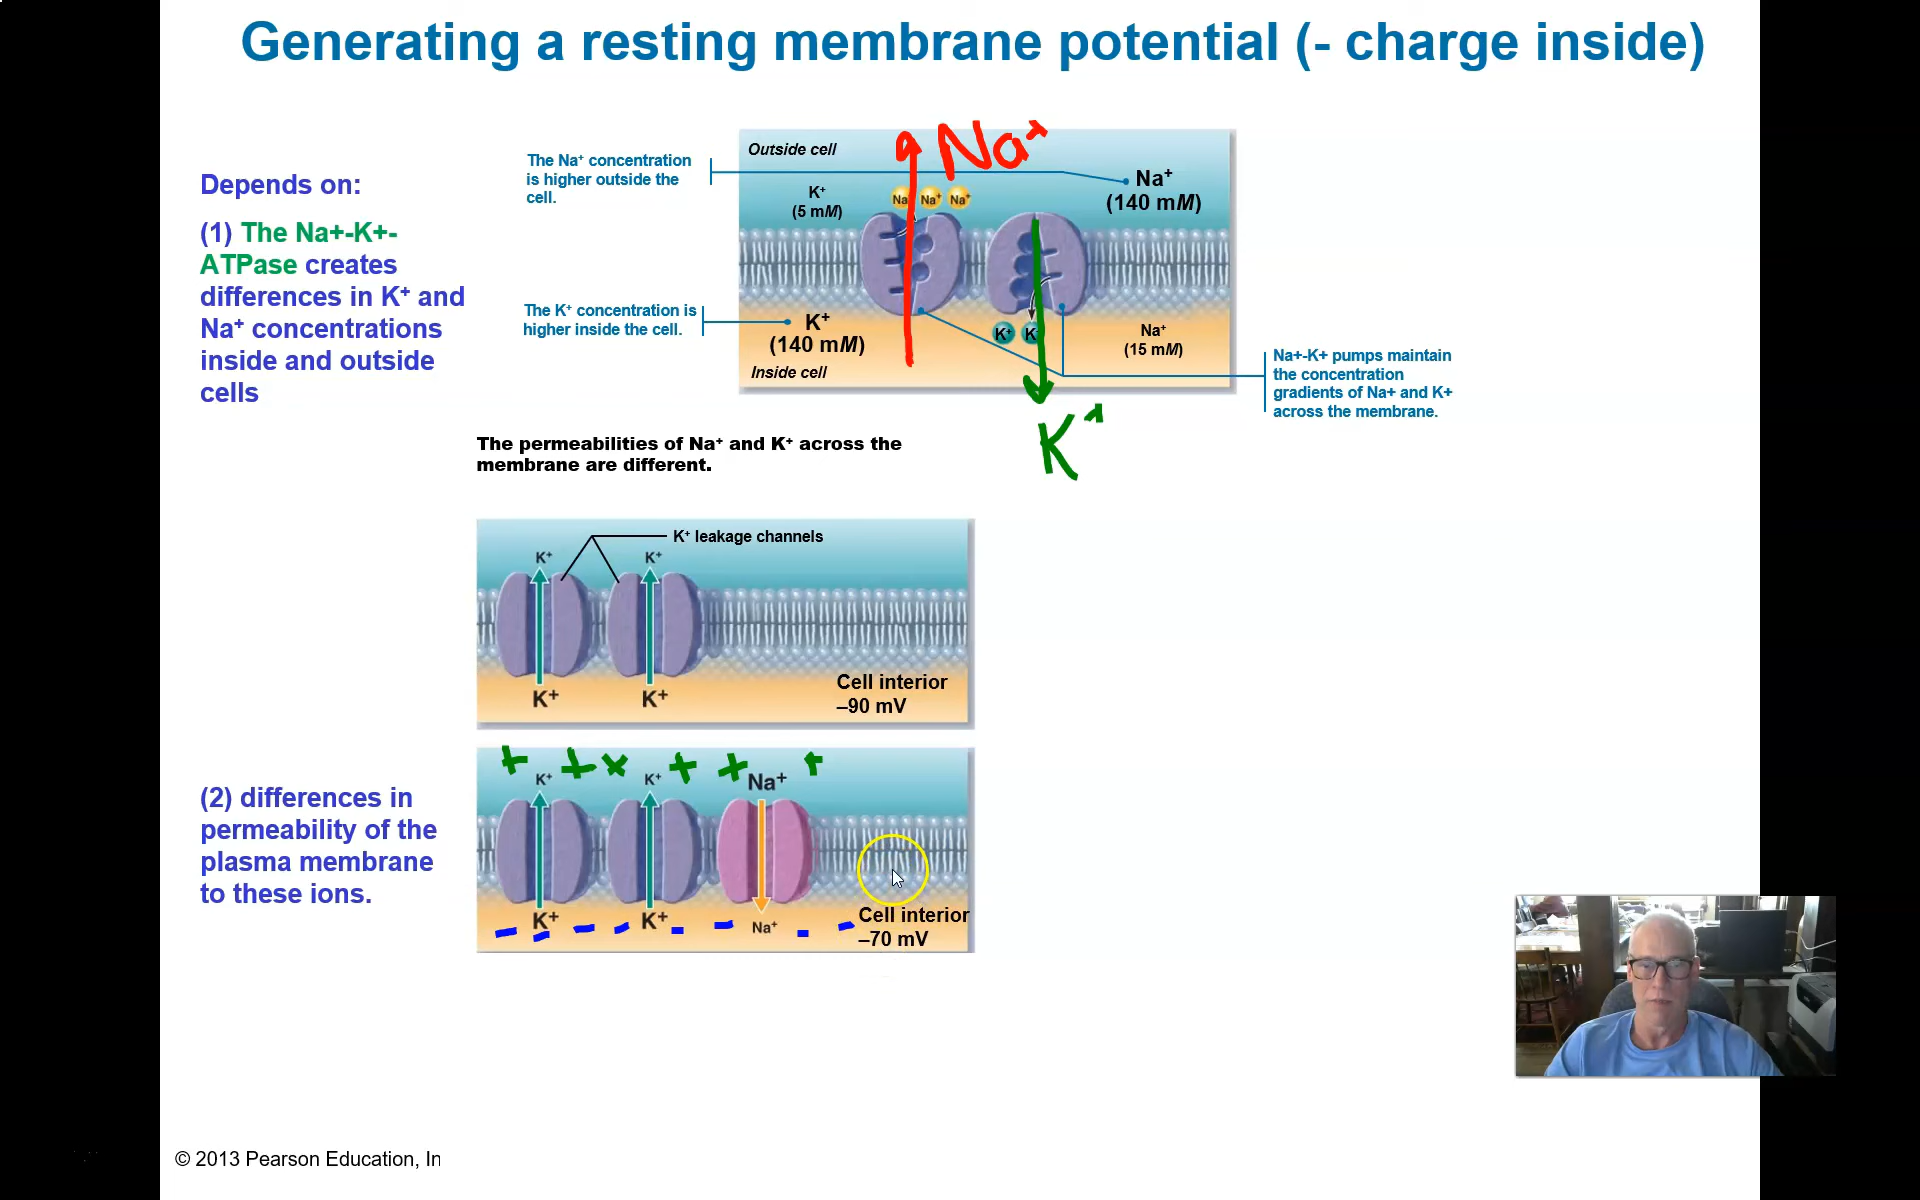 Generating a resting membrane potential (- charge inside)
Depends on:
(1) The Na+-K+-
ATPase creates
differences in K⁺ and
Na⁺ concentrations
inside and outside
cells
The Na⁺ concentration
is higher outside the
cell.
Outside cell
Na⁺
K⁺
(5 mM)
Na Na⁺ Na⁺
Na⁺
(140 mM)
The K⁺ concentration is
higher inside the cell.
K⁺
(140 mM)
Inside cell
K⁺ K
Na⁺
(15 mM)
Na+-K+ pumps maintain
the concentration
gradients of Na+ and K+
across the membrane.
K⁺
The permeabilities of Na⁺ and K⁺ across the
membrane are different.
K⁺ leakage channels
K⁺ K⁺
K⁺ K⁺
Cell interior
–90 mV
(2) differences in
permeability of the
plasma membrane
to these ions.
+ + × + + +
K⁺ K⁺ Na⁺
K⁺ K⁺ Na⁺
- - - - - - - -
Cell interior
–70 mV
© 2013 Pearson Education, In